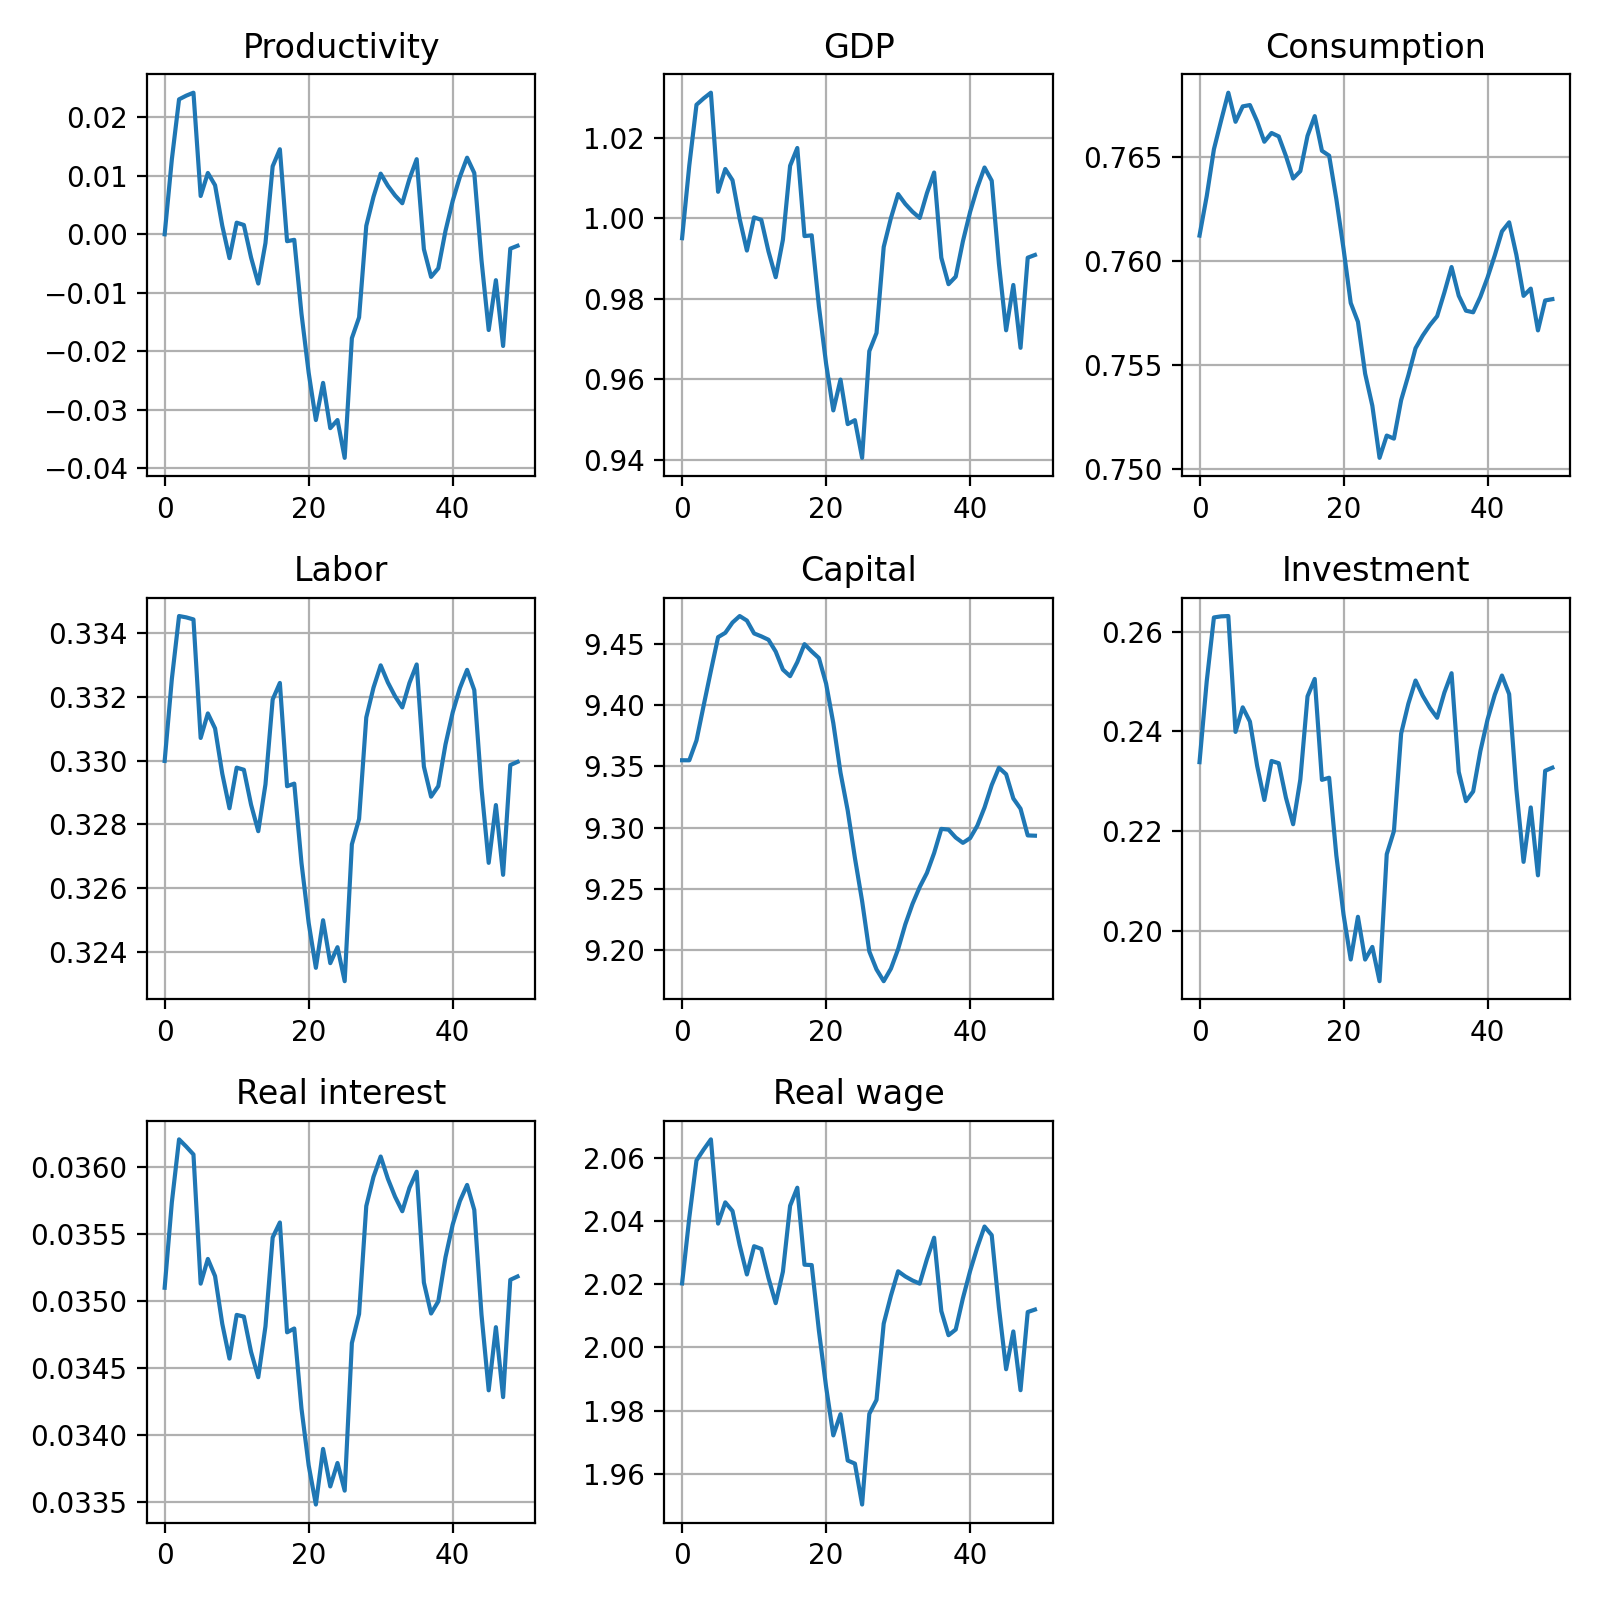 Productivity
0.02
0.01
0.00
−0.01
−0.02
−0.03
−0.04
0 20 40
GDP
1.02
1.00
0.98
0.96
0.94
0 20 40
Consumption
0.765
0.760
0.755
0.750
0 20 40
Labor
0.334
0.332
0.330
0.328
0.326
0.324
0 20 40
Capital
9.45
9.40
9.35
9.30
9.25
9.20
0 20 40
Investment
0.26
0.24
0.22
0.20
0 20 40
Real interest
0.0360
0.0355
0.0350
0.0345
0.0340
0.0335
0 20 40
Real wage
2.06
2.04
2.02
2.00
1.98
1.96
0 20 40